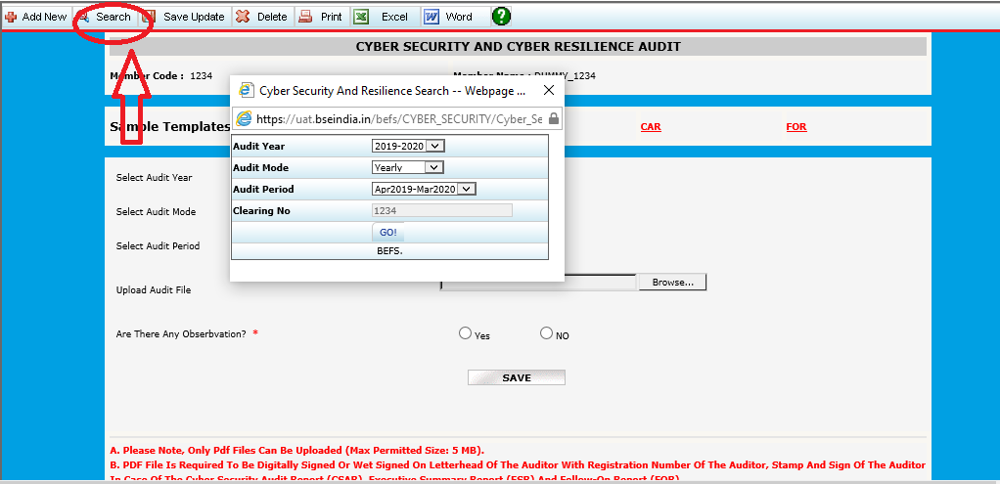 Add New Search Save Update Delete Print Excel Word ?
CYBER SECURITY AND CYBER RESILIENCE AUDIT
Member Code : 1234 Member Name : DUMMY_1234
Cyber Security And Resilience Search -- Webpage ...
https://uat.bseindia.in/befs/CYBER_SECURITY/Cyber_Se
Sample Templates CAR FOR
Audit Year 2019-2020
Audit Mode Yearly
Audit Period Apr2019-Mar2020
Clearing No 1234
GO!
BEFS.
Select Audit Year
Select Audit Mode
Select Audit Period
Upload Audit File Browse...
Are There Any Obserbvation? * Yes NO
SAVE
A. Please Note, Only Pdf Files Can Be Uploaded (Max Permitted Size: 5 MB).
B. PDF File Is Required To Be Digitally Signed Or Wet Signed On Letterhead Of The Auditor With Registration Number Of The Auditor, Stamp And Sign Of The Auditor
In Case Of The Cyber Security Audit Report (CSAR), Executive Summary Report (ESR) And Follow-On Report (FOR)